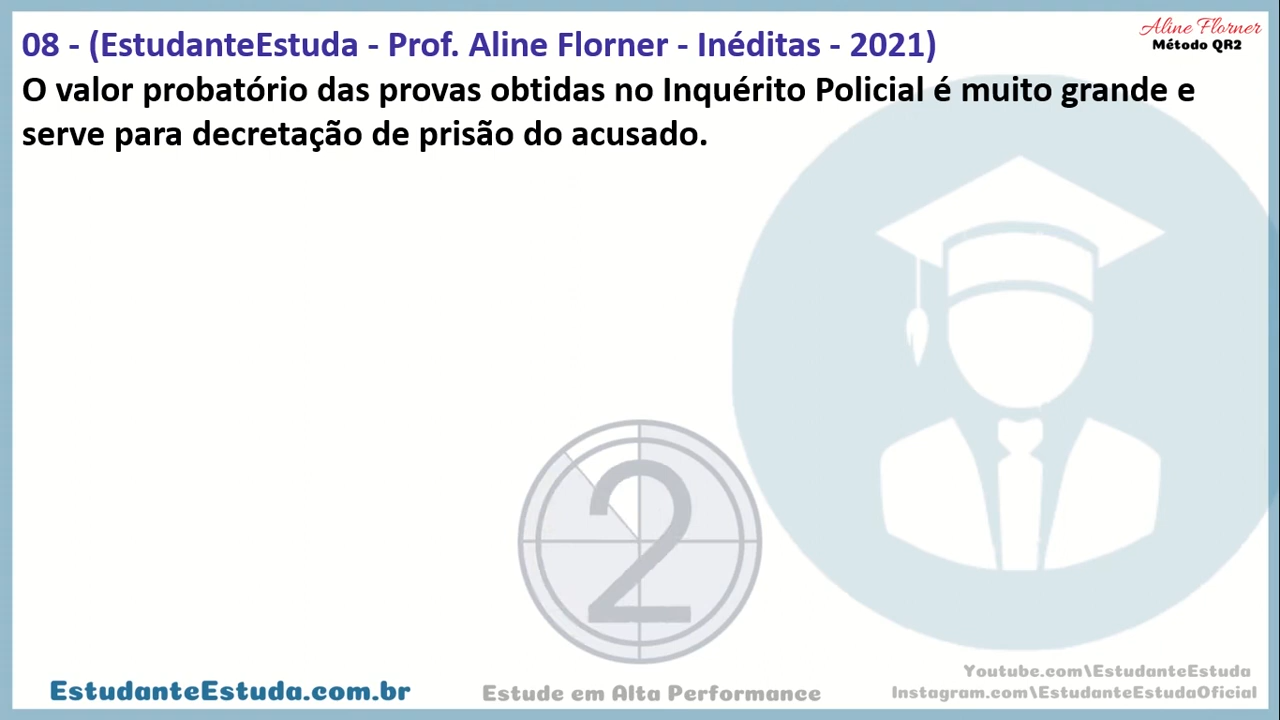 08 - (EstudanteEstuda - Prof. Aline Florner - Inéditas - 2021)
Aline Florner
Método QR2
O valor probatório das provas obtidas no Inquérito Policial é muito grande e
serve para decretação de prisão do acusado.
2
EstudanteEstuda.com.br
Estude em Alta Performance
Youtube.com\EstudanteEstuda
Instagram.com\EstudanteEstudaOficial